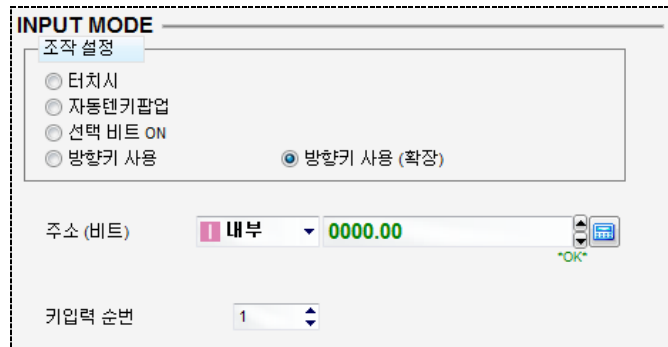 INPUT MODE
조작 설정
터치시
자동텐키팝업
선택 비트 ON
방향키 사용 방향키 사용 (확장)
주소 (비트) I 내부 0000.00
*OK*
키입력 순번 1